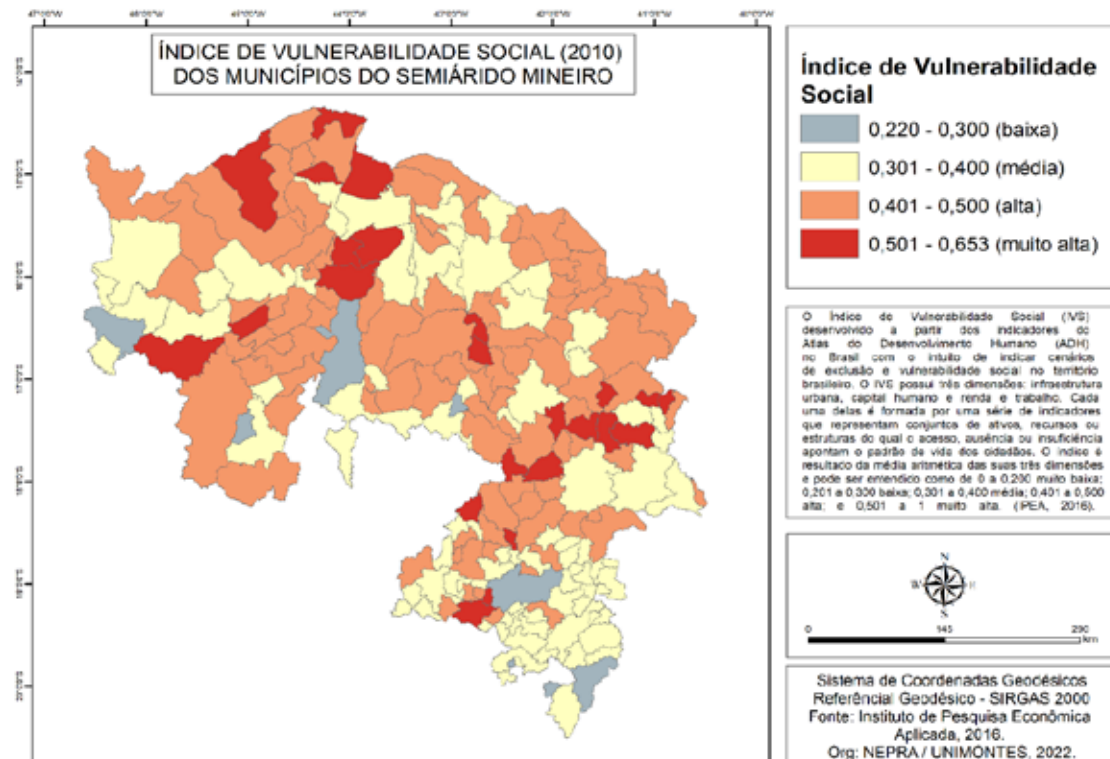 ÍNDICE DE VULNERABILIDADE SOCIAL (2010)
DOS MUNICÍPIOS DO SEMIÁRIDO MINEIRO
Índice de Vulnerabilidade
Social
0,220 - 0,300 (baixa)
0,301 - 0,400 (média)
0,401 - 0,500 (alta)
0,501 - 0,653 (muito alta)
O Índice de Vulnerabilidade Social (IVS)
desenvolvido a partir dos indicadores do
Atlas do Desenvolvimento Humano (ADH)
no Brasil com o intuito de indicar cenários
de exclusão e vulnerabilidade social no território
brasileiro. O IVS possui três dimensões: infraestrutura
urbana, capital humano e renda e trabalho. Cada
uma delas é formada por uma série de indicadores
que representam conjuntos de ativos, recursos ou
estruturas do qual o acesso, ausência ou insuficiência
apontam o padrão de vida dos cidadãos. O índice é
resultado da média aritmética das suas três dimensões
e pode ser entendido como de 0 a 0,200 muito baixa;
0,201 a 0,300 baixa; 0,301 a 0,400 média; 0,401 a 0,500
alta; e 0,501 a 1 muito alta. (IPEA, 2016).
N
W
S
0 145 290
km
Sistema de Coordenadas Geodésicos
Referêncial Geodésico - SIRGAS 2000
Fonte: Instituto de Pesquisa Econômica
Aplicada, 2016.
Org: NEPRA / UNIMONTES, 2022.